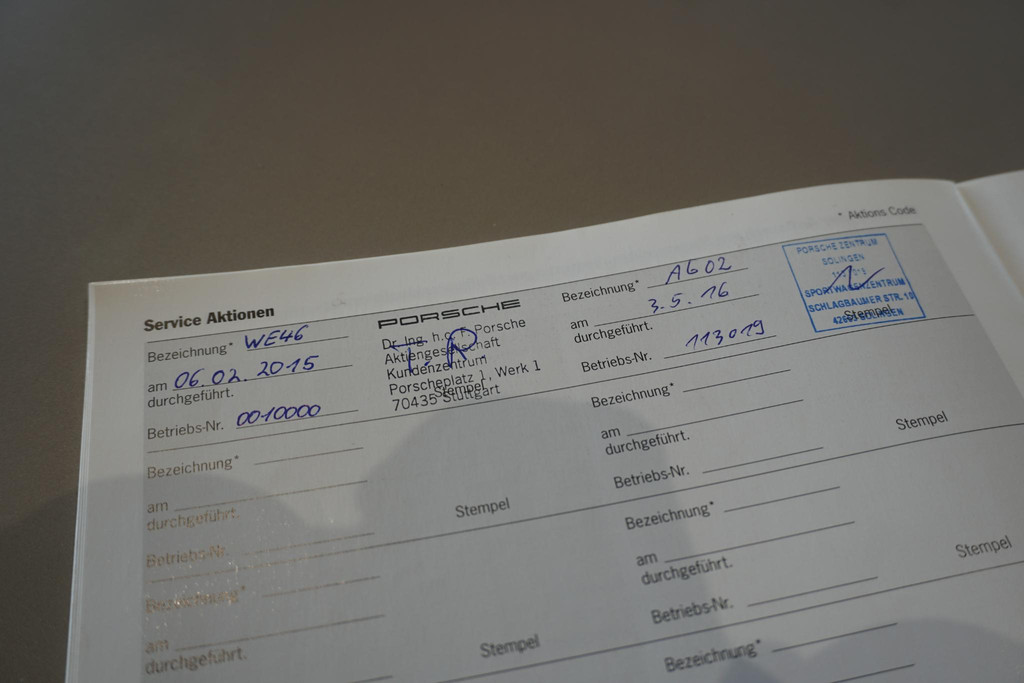 * Aktions Code
Service Aktionen
Bezeichnung* WE46
am 06.02.2015
durchgeführt.
Betriebs-Nr. 0010000
PORSCHE
Dr. Ing. h.c. F. Porsche
Aktiengesellschaft
Kundenzentrum
Porscheplatz 1, Werk 1
70435 Stuttgart
Stempel
Bezeichnung* A602
am 3.5.16
durchgeführt.
Betriebs-Nr. 113019
PORSCHE ZENTRUM
SOLINGEN
SPORTWAGENZENTRUM
SCHLAGBAUMER STR.
SOLINGEN
Stempel
Bezeichnung*
am
durchgeführt.
Betriebs-Nr.
Stempel
Bezeichnung*
am
durchgeführt.
Betriebs-Nr.
Stempel
Bezeichnung*
am
durchgeführt.
Stempel
Bezeichnung*
am
durchgeführt.
Betriebs-Nr.
Stempel
Bezeichnung*